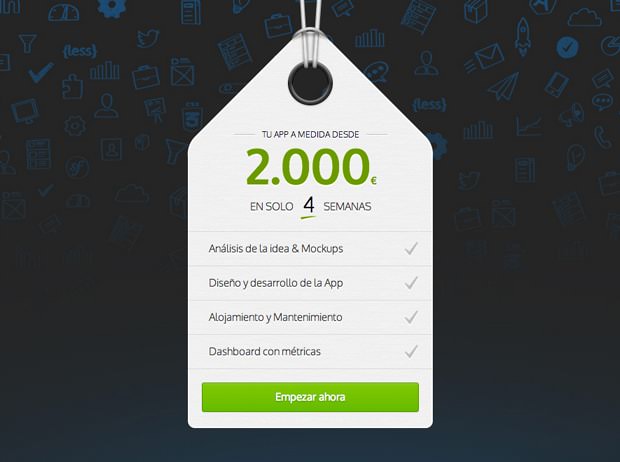 {less}
{less}
TU APP A MEDIDA DESDE
2.000€
EN SOLO 4 SEMANAS
Análisis de la idea & Mockups
Diseño y desarrollo de la App
Alojamiento y Mantenimiento
Dashboard con métricas
Empezar ahora